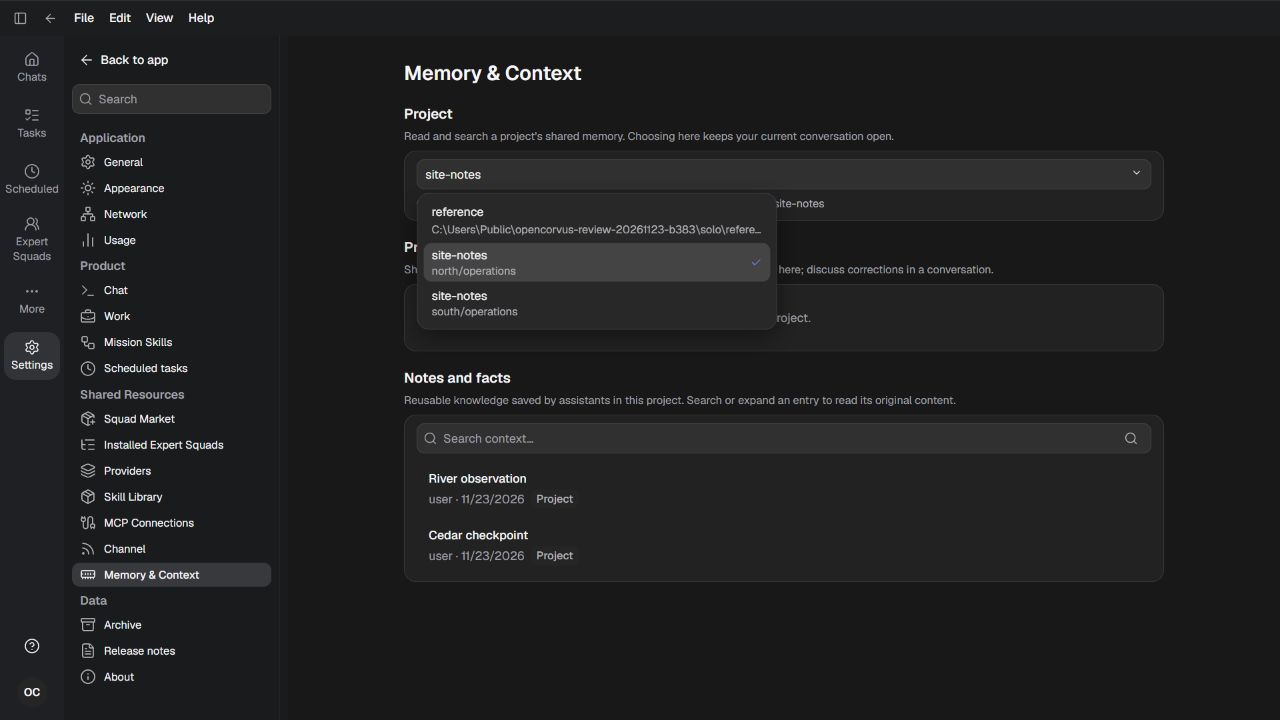 File Edit View Help
Chats
Tasks
Scheduled
Expert
Squads
More
Settings
OC
Back to app
Search
Application
General
Appearance
Network
Usage
Product
Chat
Work
Mission Skills
Scheduled tasks
Shared Resources
Squad Market
Installed Expert Squads
Providers
Skill Library
MCP Connections
Channel
Memory & Context
Data
Archive
Release notes
About
Memory & Context
Project
Read and search a project's shared memory. Choosing here keeps your current conversation open.
site-notes
site-notes
reference
C:\Users\Public\opencorvus-review-20261123-b383\solo\refere...
site-notes
north/operations
site-notes
south/operations
here; discuss corrections in a conversation.
Notes and facts
Reusable knowledge saved by assistants in this project. Search or expand an entry to read its original content.
Search context...
River observation
user · 11/23/2026 Project
Cedar checkpoint
user · 11/23/2026 Project